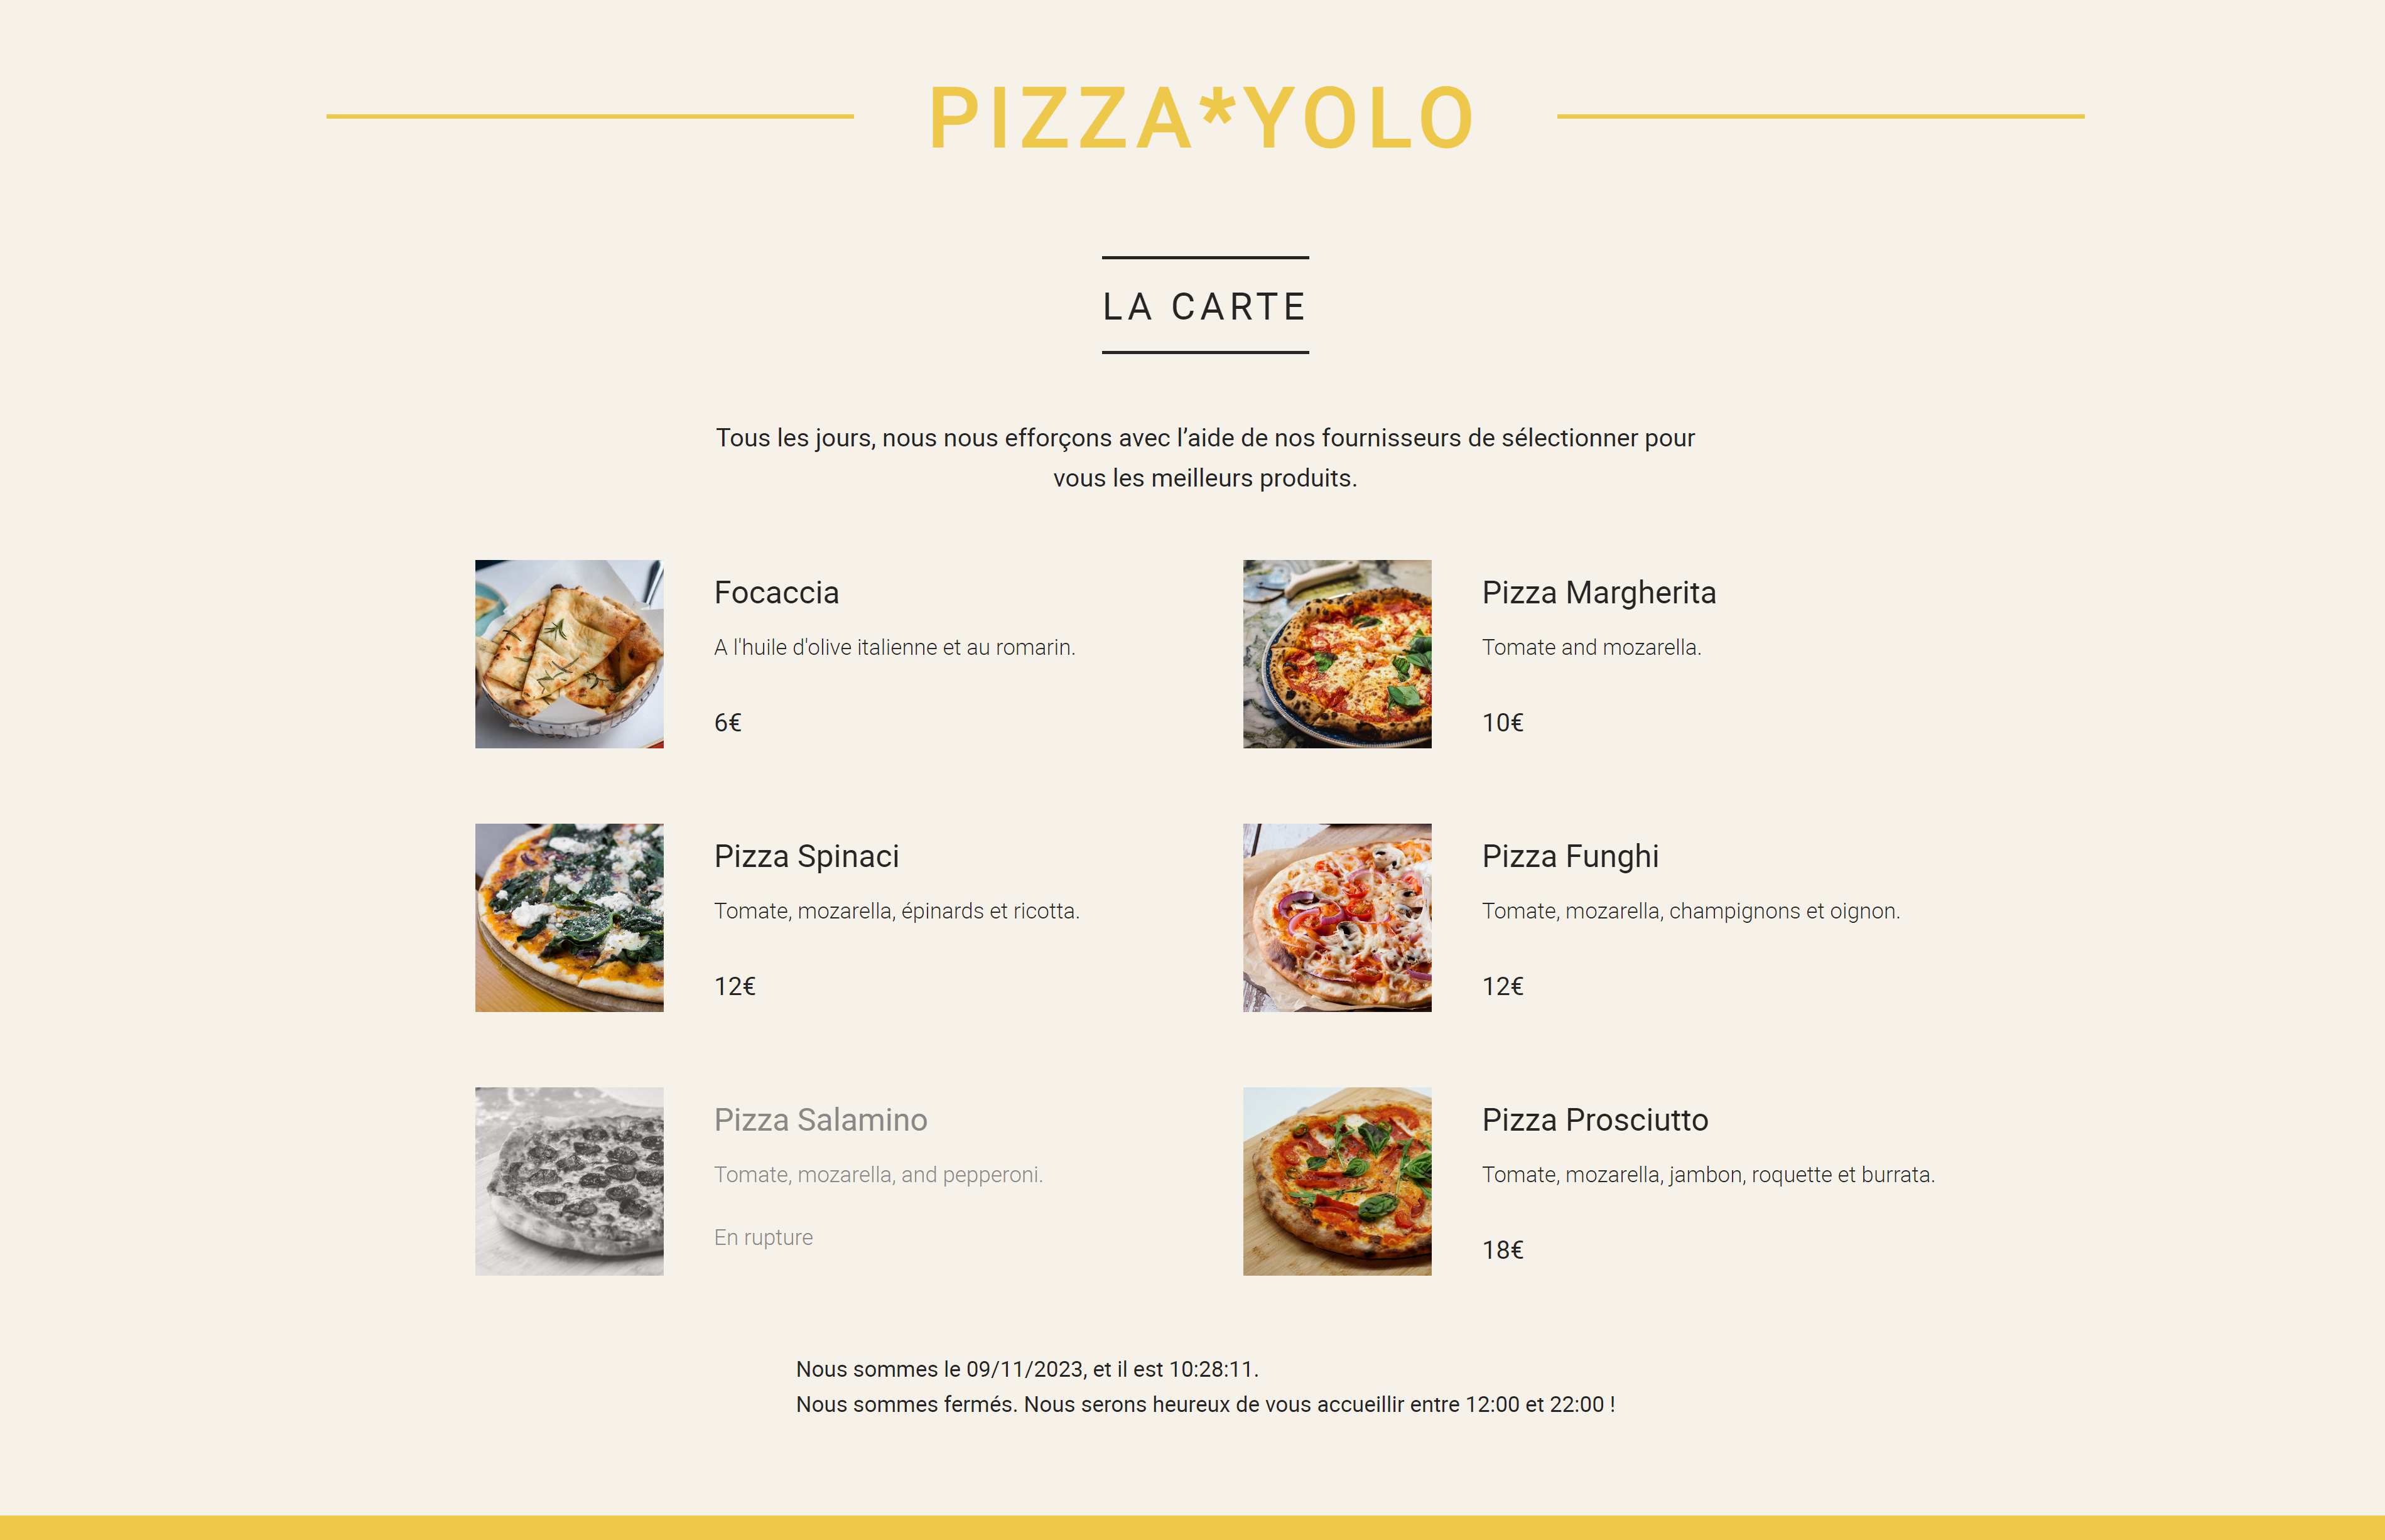 PIZZA*YOLO
LA CARTE
Tous les jours, nous nous efforçons avec l’aide de nos fournisseurs de sélectionner pour
vous les meilleurs produits.
Focaccia
A l'huile d'olive italienne et au romarin.
6€
Pizza Margherita
Tomate and mozarella.
10€
Pizza Spinaci
Tomate, mozarella, épinards et ricotta.
12€
Pizza Funghi
Tomate, mozarella, champignons et oignon.
12€
Pizza Salamino
Tomate, mozarella, and pepperoni.
En rupture
Pizza Prosciutto
Tomate, mozarella, jambon, roquette et burrata.
18€
Nous sommes le 09/11/2023, et il est 10:28:11.
Nous sommes fermés. Nous serons heureux de vous accueillir entre 12:00 et 22:00 !